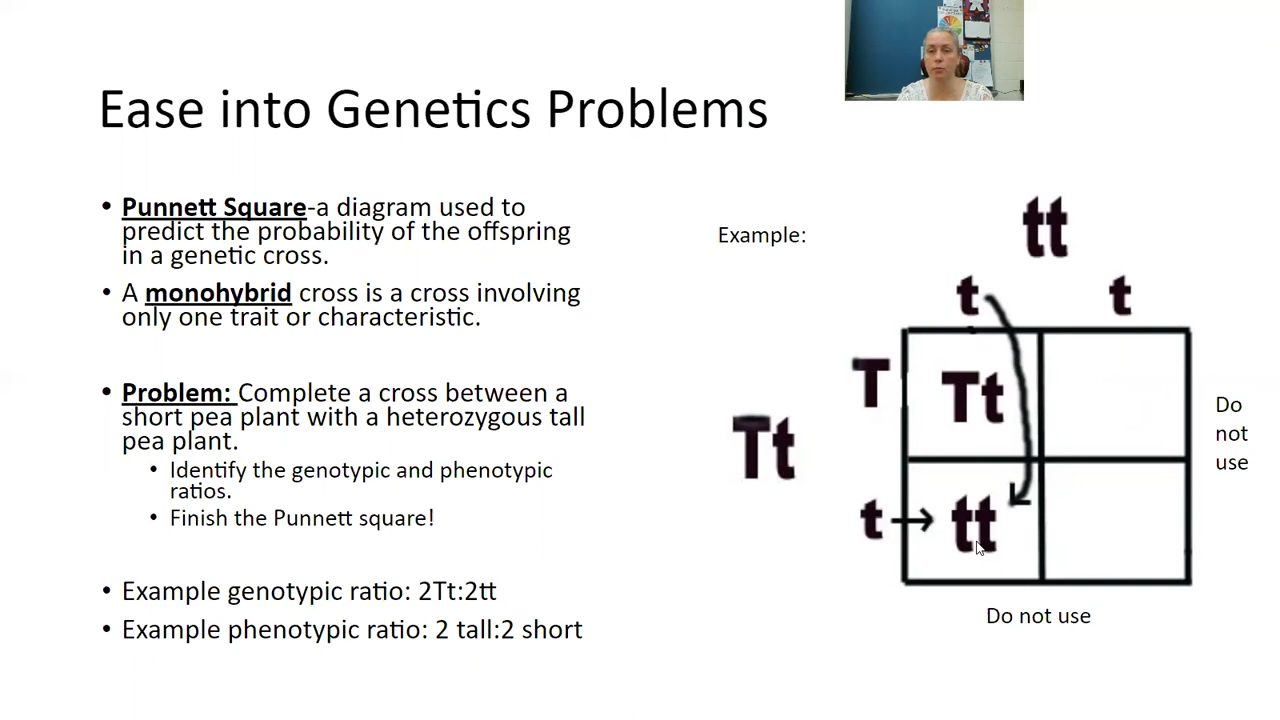 Ease into Genetics Problems
• Punnett Square-a diagram used to
predict the probability of the offspring
in a genetic cross.
• A monohybrid cross is a cross involving
only one trait or characteristic.
• Problem: Complete a cross between a
short pea plant with a heterozygous tall
pea plant.
• Identify the genotypic and phenotypic
ratios.
• Finish the Punnett square!
• Example genotypic ratio: 2Tt:2tt
• Example phenotypic ratio: 2 tall:2 short
Example:
tt
t t
T Tt
Tt
t tt
Do
not
use
Do not use